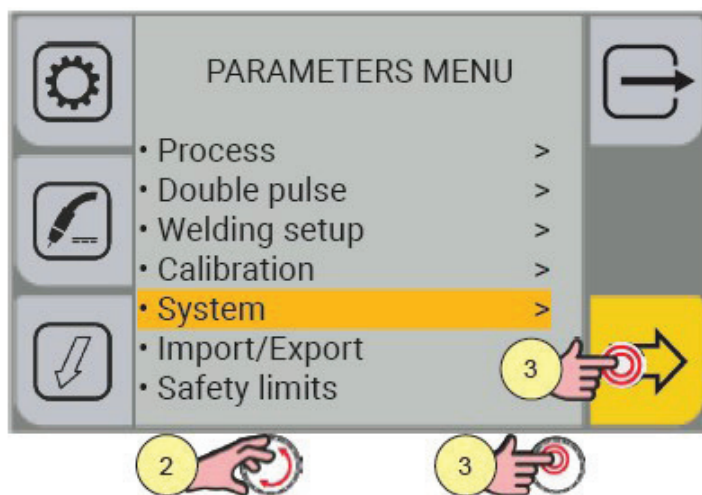 PARAMETERS MENU
• Process >
• Double pulse >
• Welding setup >
• Calibration >
• System >
• Import/Export
• Safety limits
3
2
3